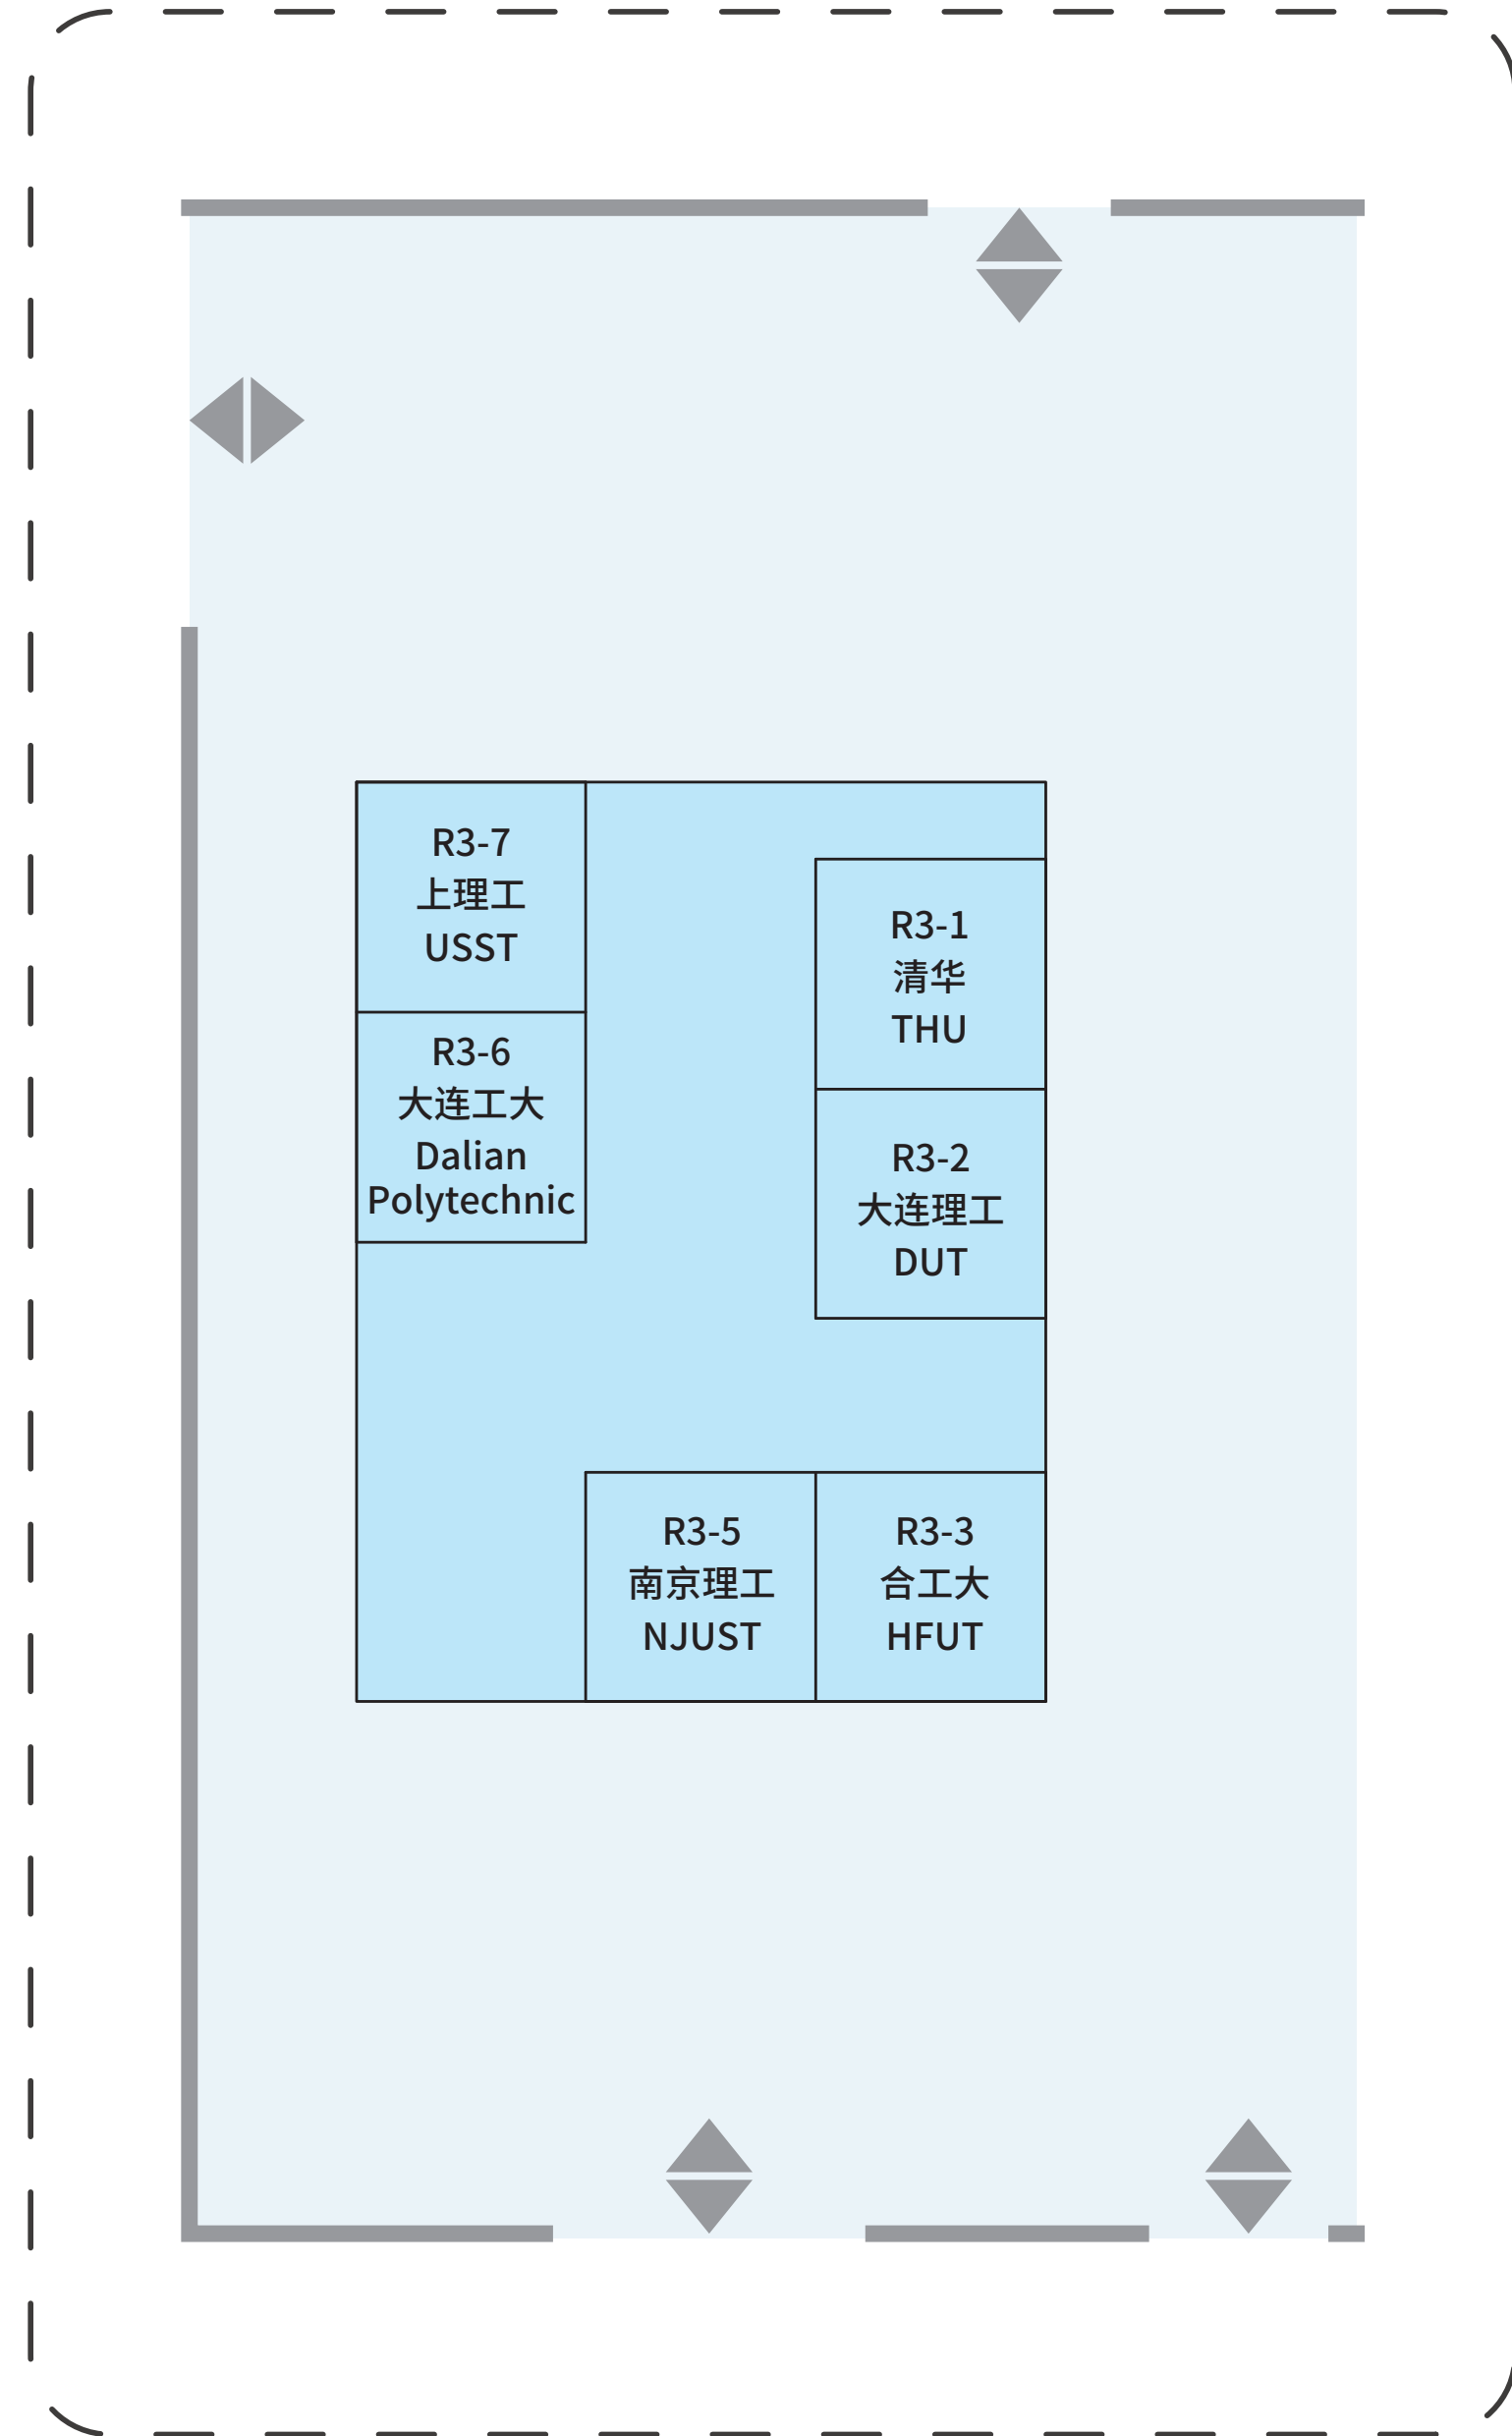 R3-7
上理工
USST
R3-6
大连工大
Dalian
Polytechnic
R3-1
清华
THU
R3-2
大连理工
DUT
R3-5
南京理工
NJUST
R3-3
合工大
HFUT